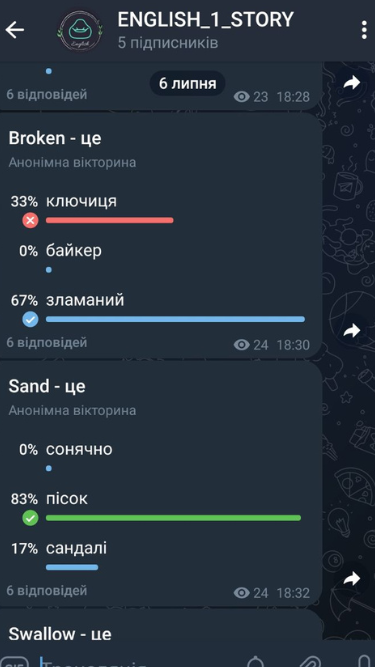 ENGLISH_1_STORY
5 підписників
6 відповідей
6 липня
23 18:28
Broken - це
Анонімна вікторина
33% ключиця
0% байкер
67% зламаний
6 відповідей
24 18:30
Sand - це
Анонімна вікторина
0% сонячно
83% пісок
17% сандалі
6 відповідей
24 18:32
Swallow - це
GIF